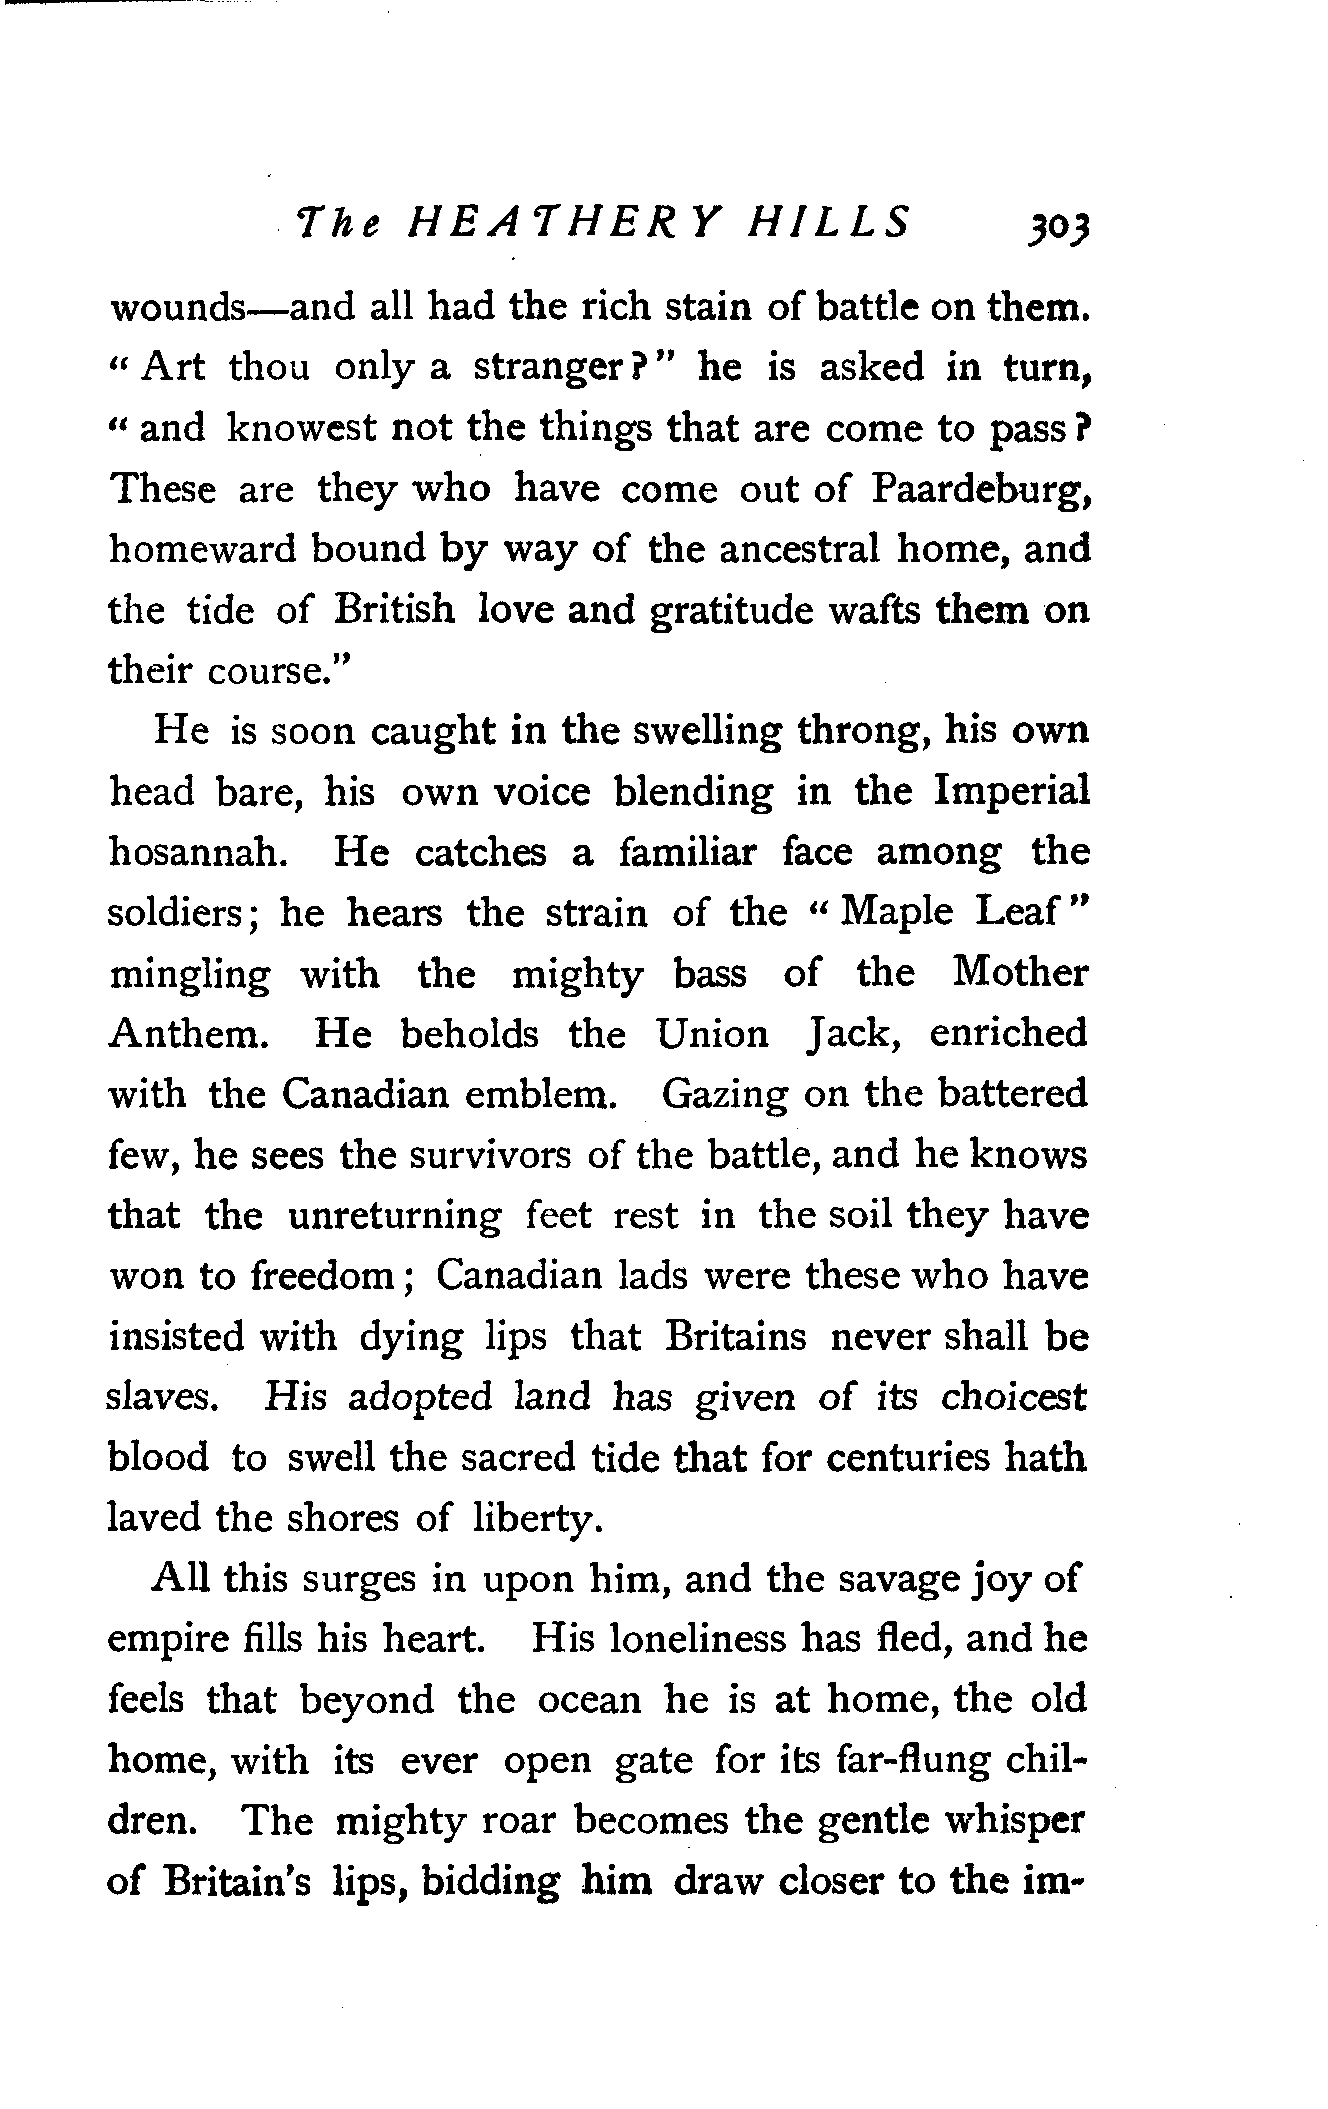 The HEATHERY HILLS 303
wounds—and all had the rich stain of battle on them.
" Art thou only a stranger?" he is asked in turn,
" and knowest not the things that are come to pass?
These are they who have come out of Paardeburg,
homeward bound by way of the ancestral home, and
the tide of British love and gratitude wafts them on
their course."
He is soon caught in the swelling throng, his own
head bare, his own voice blending in the Imperial
hosannah. He catches a familiar face among the
soldiers; he hears the strain of the " Maple Leaf"
mingling with the mighty bass of the Mother
Anthem. He beholds the Union Jack, enriched
with the Canadian emblem. Gazing on the battered
few, he sees the survivors of the battle, and he knows
that the unreturning feet rest in the soil they have
won to freedom; Canadian lads were these who have
insisted with dying lips that Britains never shall be
slaves. His adopted land has given of its choicest
blood to swell the sacred tide that for centuries hath
laved the shores of liberty.
All this surges in upon him, and the savage joy of
empire fills his heart. His loneliness has fled, and he
feels that beyond the ocean he is at home, the old
home, with its ever open gate for its far-flung chil-
dren. The mighty roar becomes the gentle whisper
of Britain's lips, bidding him draw closer to the im-